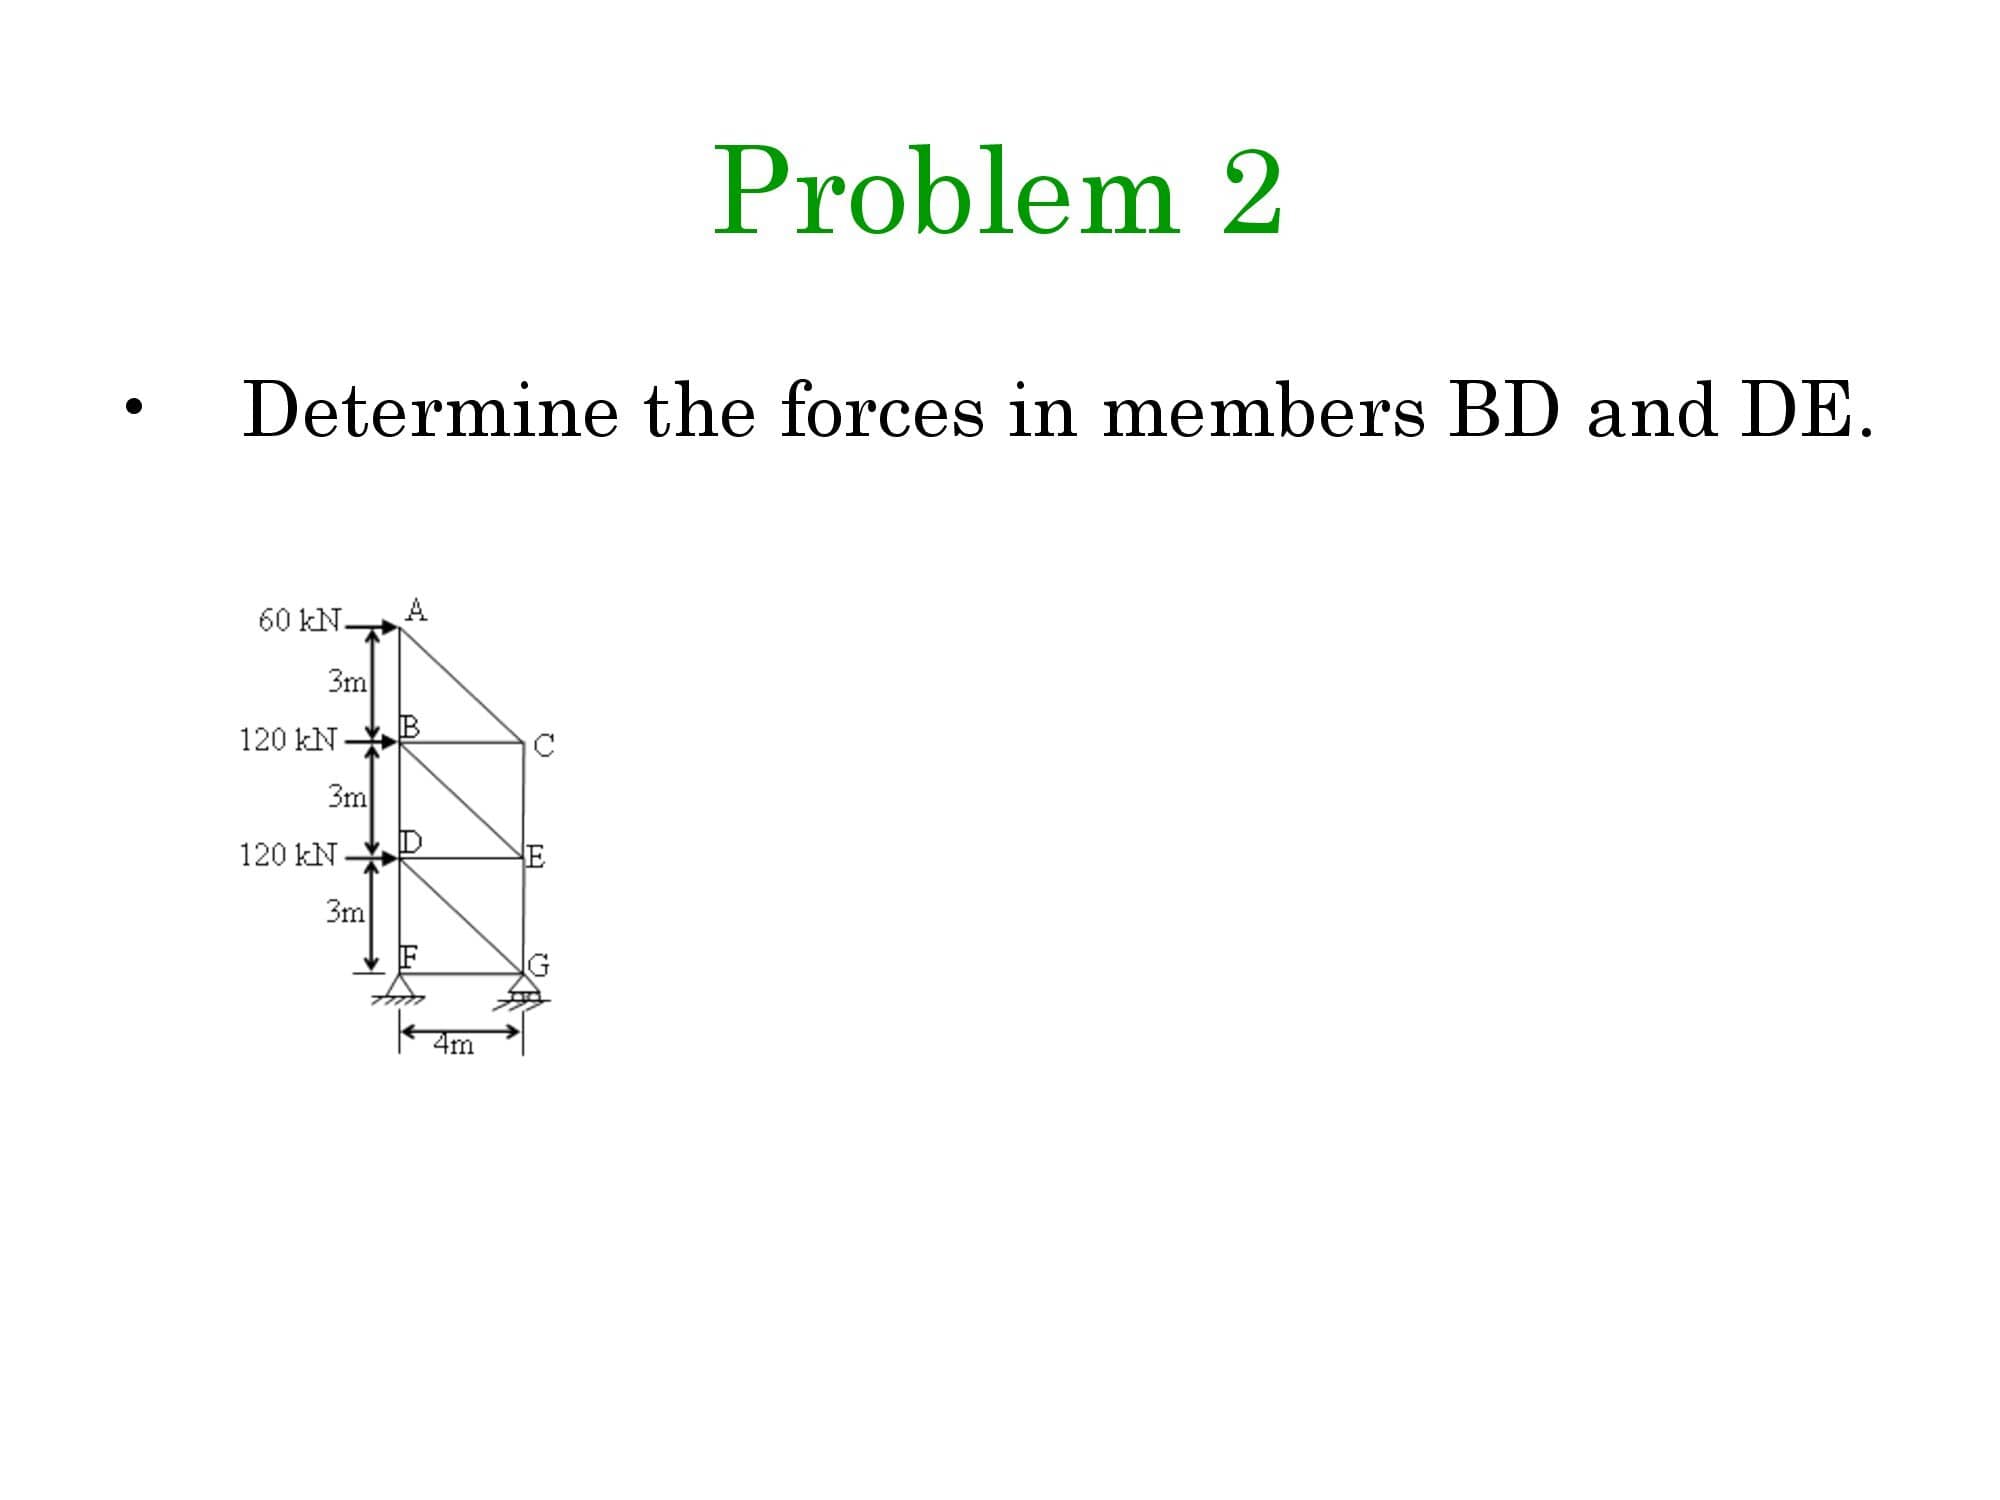 Problem 2
• Determine the forces in members BD and DE.
60 kN
A
3m
B
120 kN
C
3m
D
120 kN
E
3m
F
G
4m